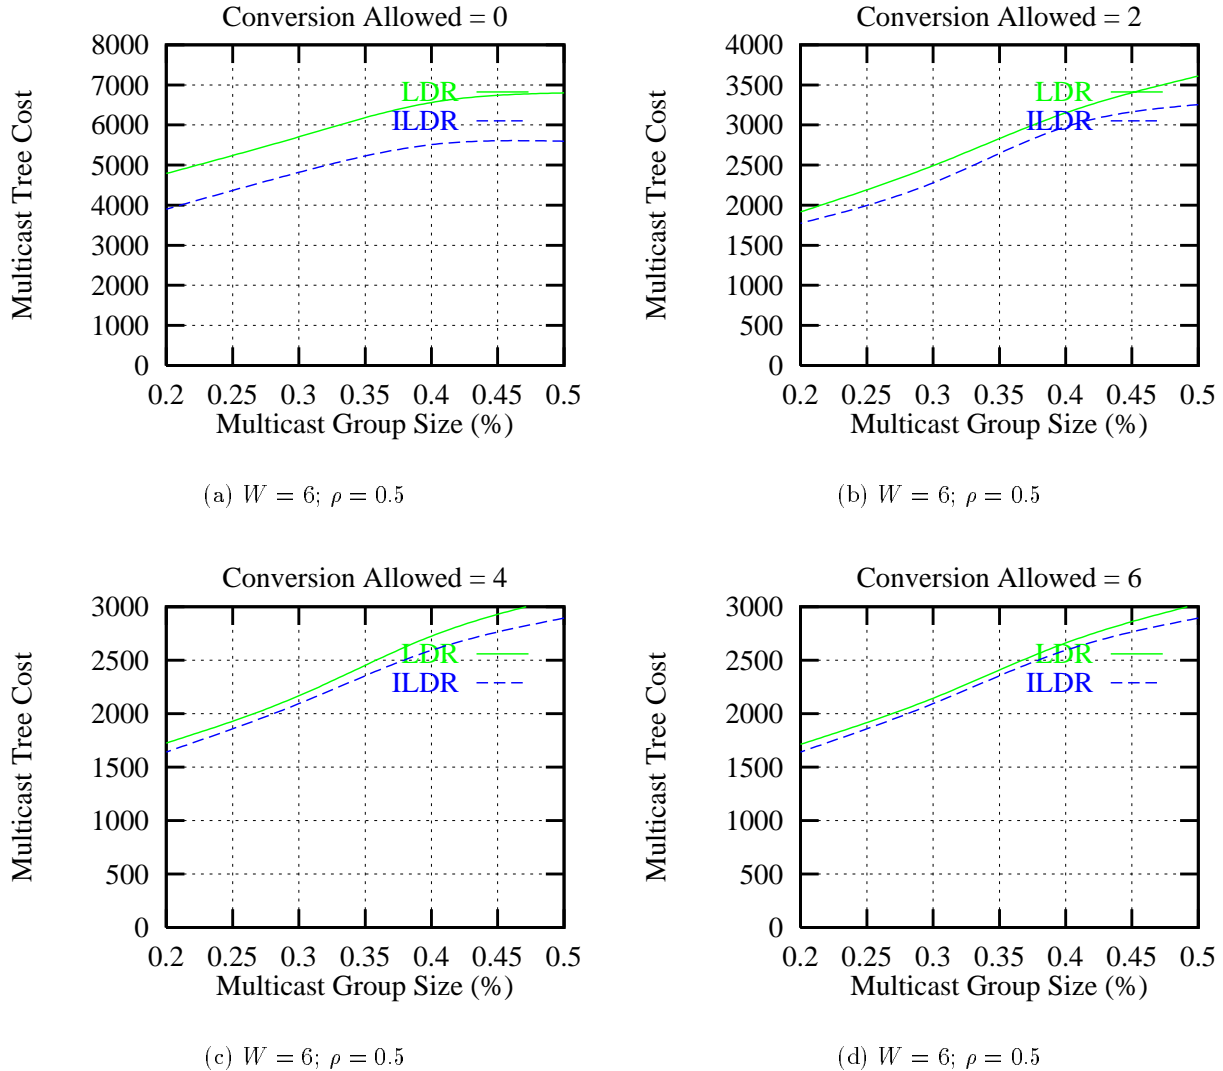 Conversion Allowed = 0
8000
7000
6000
5000
4000
3000
2000
1000
0
Multicast Tree Cost
LDR
ILDR
0.2 0.25 0.3 0.35 0.4 0.45 0.5
Multicast Group Size (%)
(a) W = 6; ρ = 0.5
Conversion Allowed = 2
4000
3500
3000
2500
2000
1500
1000
500
0
Multicast Tree Cost
LDR
ILDR
0.2 0.25 0.3 0.35 0.4 0.45 0.5
Multicast Group Size (%)
(b) W = 6; ρ = 0.5
Conversion Allowed = 4
3000
2500
2000
1500
1000
500
0
Multicast Tree Cost
LDR
ILDR
0.2 0.25 0.3 0.35 0.4 0.45 0.5
Multicast Group Size (%)
(c) W = 6; ρ = 0.5
Conversion Allowed = 6
3000
2500
2000
1500
1000
500
0
Multicast Tree Cost
LDR
ILDR
0.2 0.25 0.3 0.35 0.4 0.45 0.5
Multicast Group Size (%)
(d) W = 6; ρ = 0.5